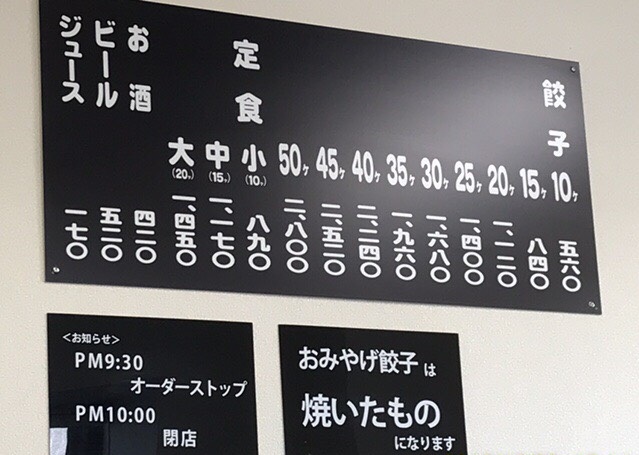 餃子
10ヶ 五六〇
15ヶ 八四〇
20ヶ 一、一二〇
25ヶ 一、四〇〇
30ヶ 一、六八〇
35ヶ 一、九六〇
40ヶ 二、二四〇
45ヶ 二、五二〇
50ヶ 二、八〇〇
定食
小(10ヶ) 八九〇
中(15ヶ) 一、一七〇
大(20ヶ) 一、四五〇
お酒 四二〇
ビール 五二〇
ジュース 一七〇
<お知らせ>
PM9:30
オーダーストップ
PM10:00
閉店
おみやげ餃子は
焼いたもの
になります